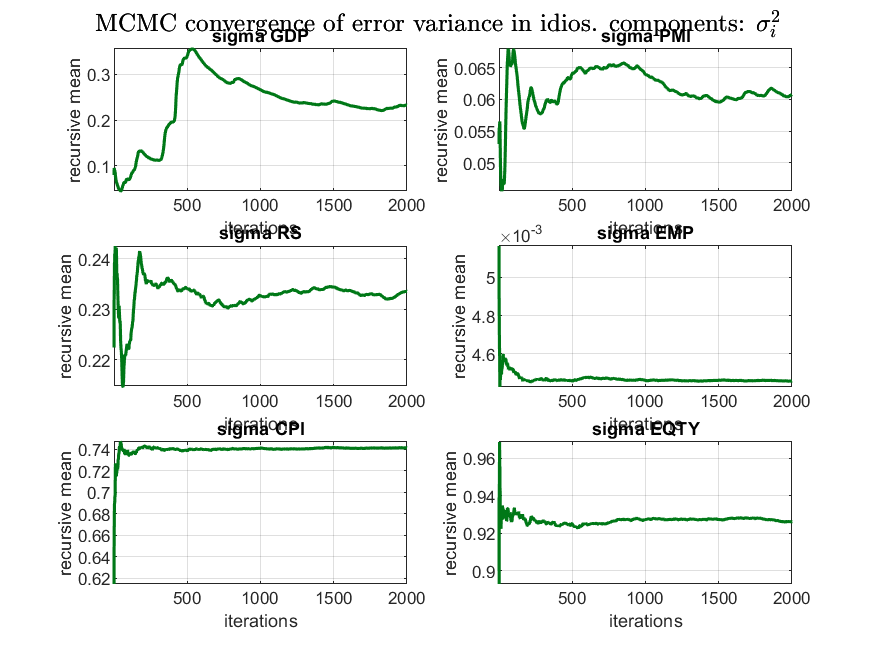 MCMC convergence of error variance in idios. components: σ_i^2
sigma GDP
recursive mean
0.3
0.2
0.1
500 1000 1500 2000
iterations
sigma PMI
recursive mean
0.065
0.06
0.055
0.05
500 1000 1500 2000
iterations
sigma RS
recursive mean
0.24
0.23
0.22
500 1000 1500 2000
iterations
sigma EMP
×10-3
recursive mean
5
4.8
4.6
500 1000 1500 2000
iterations
sigma CPI
recursive mean
0.74
0.72
0.7
0.68
0.66
0.64
0.62
500 1000 1500 2000
iterations
sigma EQTY
recursive mean
0.96
0.94
0.92
0.9
500 1000 1500 2000
iterations